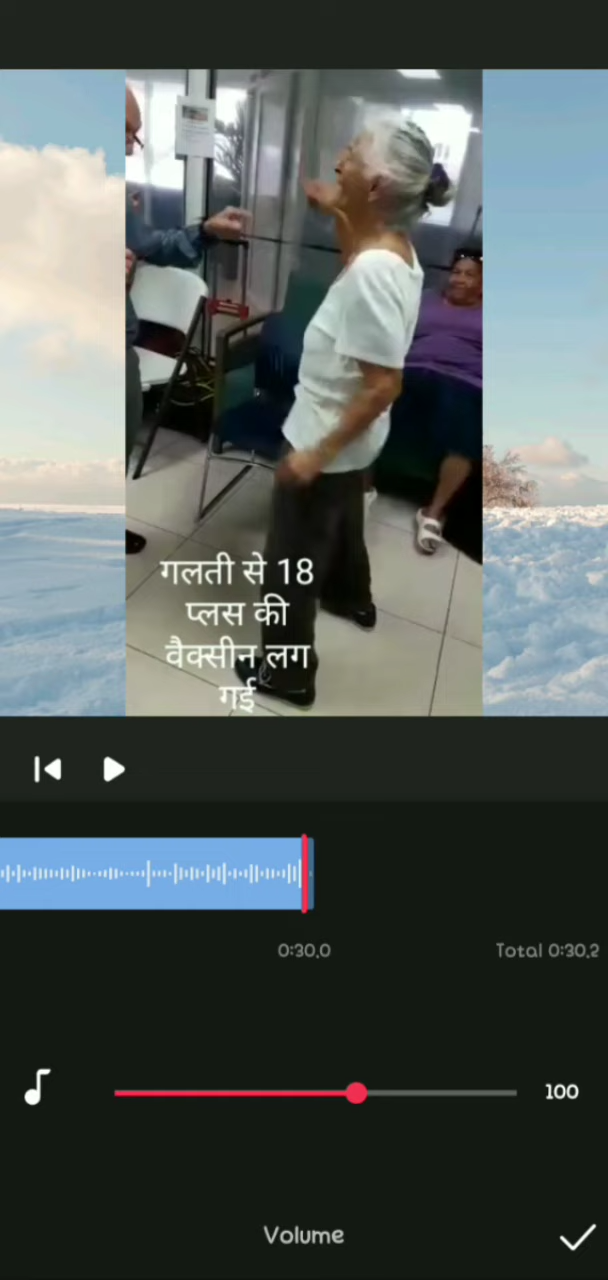 गलती से 18
प्लस की
वैक्सीन लग
गई
0:30.0
Total 0:30.2
100
Volume